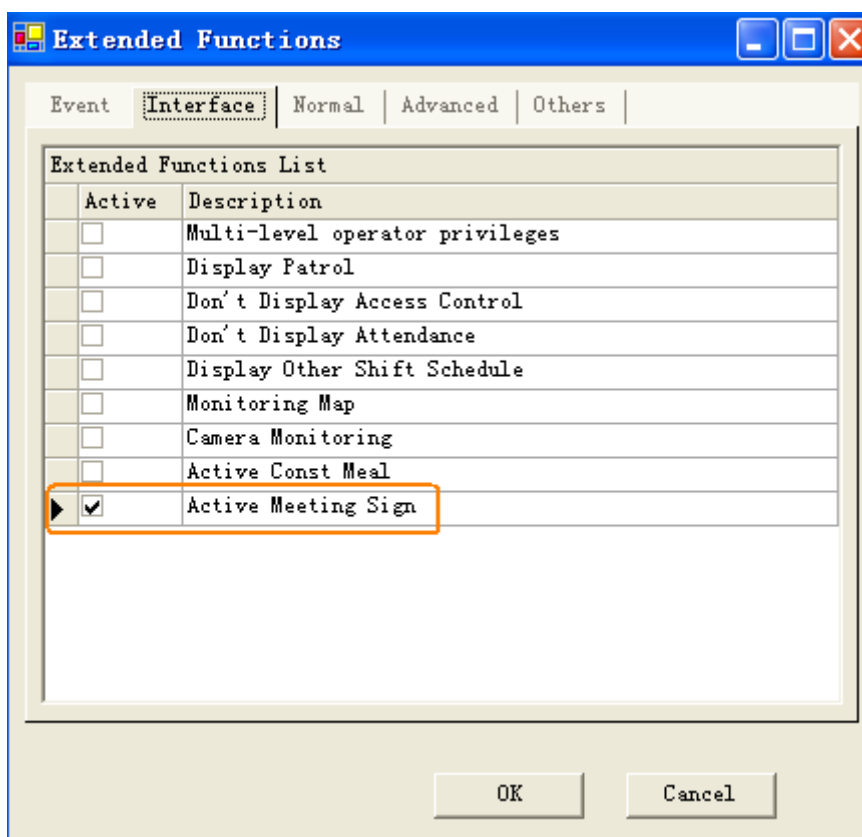 Extended Functions
Event Interface Normal Advanced Others
Extended Functions List
Active Description
Multi-level operator privileges
Display Patrol
Don't Display Access Control
Don't Display Attendance
Display Other Shift Schedule
Monitoring Map
Camera Monitoring
Active Const Meal
Active Meeting Sign
OK Cancel